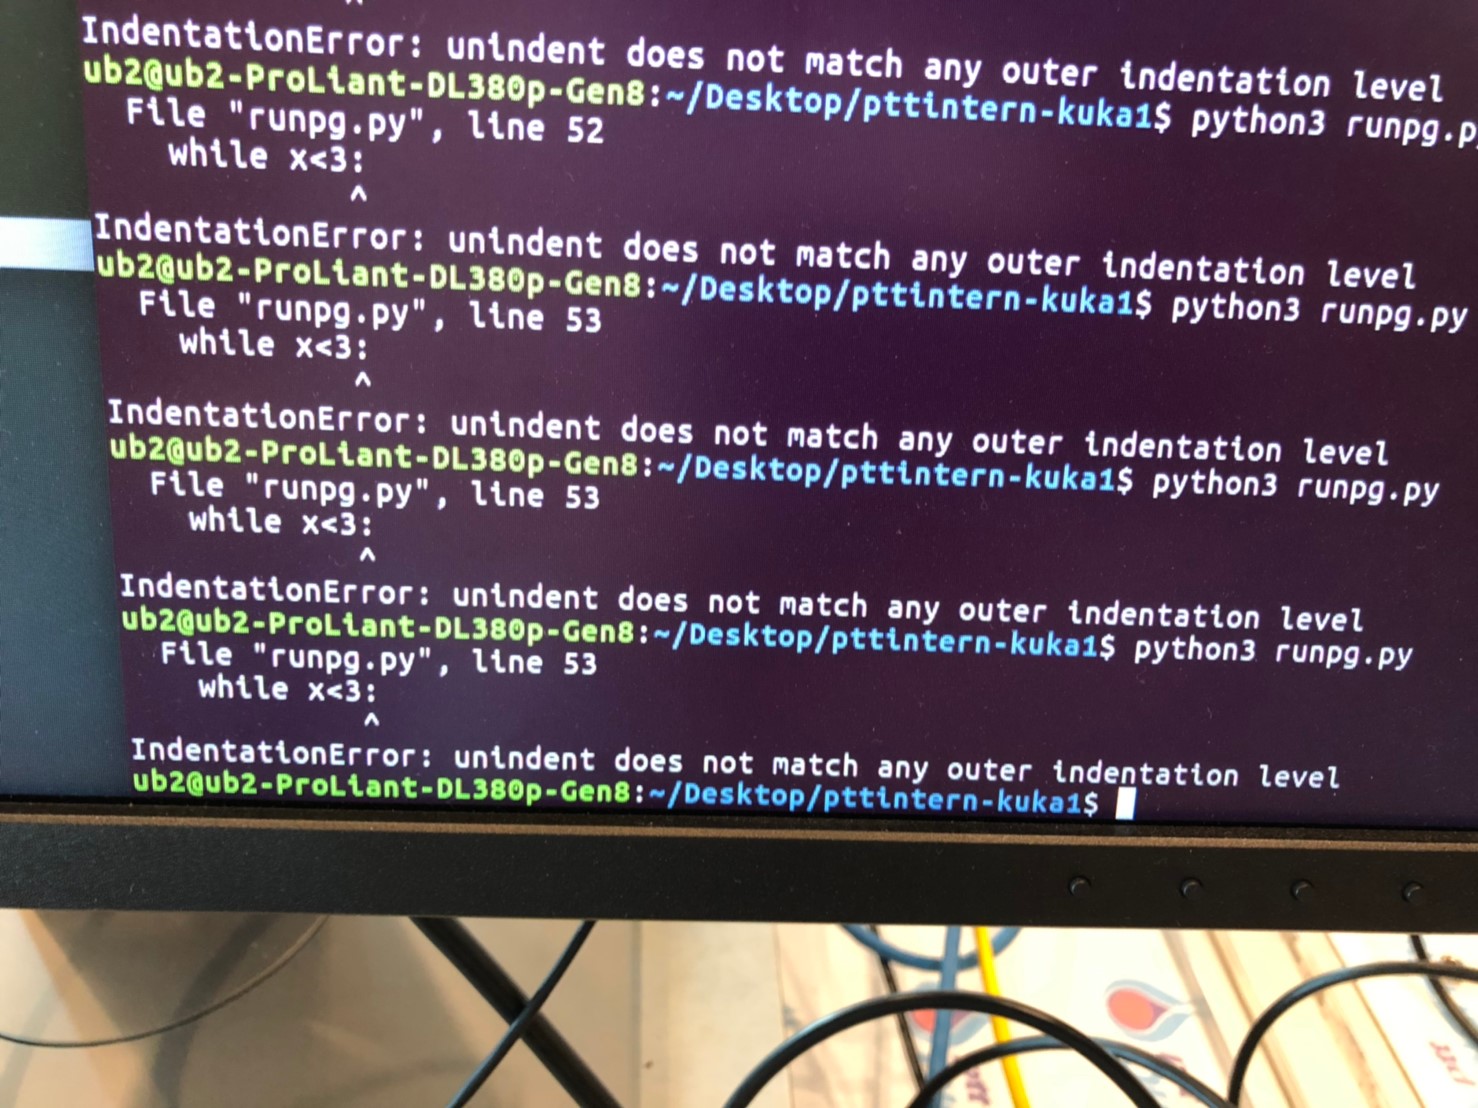 ^
IndentationError: unindent does not match any outer indentation level
ub2@ub2-ProLiant-DL380p-Gen8:~/Desktop/pttintern-kuka1$ python3 runpg.py
File "runpg.py", line 52
while x<3:
^
IndentationError: unindent does not match any outer indentation level
ub2@ub2-ProLiant-DL380p-Gen8:~/Desktop/pttintern-kuka1$ python3 runpg.py
File "runpg.py", line 53
while x<3:
^
IndentationError: unindent does not match any outer indentation level
ub2@ub2-ProLiant-DL380p-Gen8:~/Desktop/pttintern-kuka1$ python3 runpg.py
File "runpg.py", line 53
while x<3:
^
IndentationError: unindent does not match any outer indentation level
ub2@ub2-ProLiant-DL380p-Gen8:~/Desktop/pttintern-kuka1$ python3 runpg.py
File "runpg.py", line 53
while x<3:
^
IndentationError: unindent does not match any outer indentation level
ub2@ub2-ProLiant-DL380p-Gen8:~/Desktop/pttintern-kuka1$